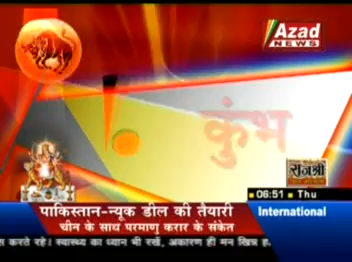 Azad
NEWS
कुंभ
राजश्री
06:51 Thu
पाकिस्तान-न्यूक डील की तैयारी
International
चीन के साथ परमाणु करार के संकेत
स करते रहे। स्वास्थ्य का ध्यान भी रखें, अकारण ही मन खिन्न ह